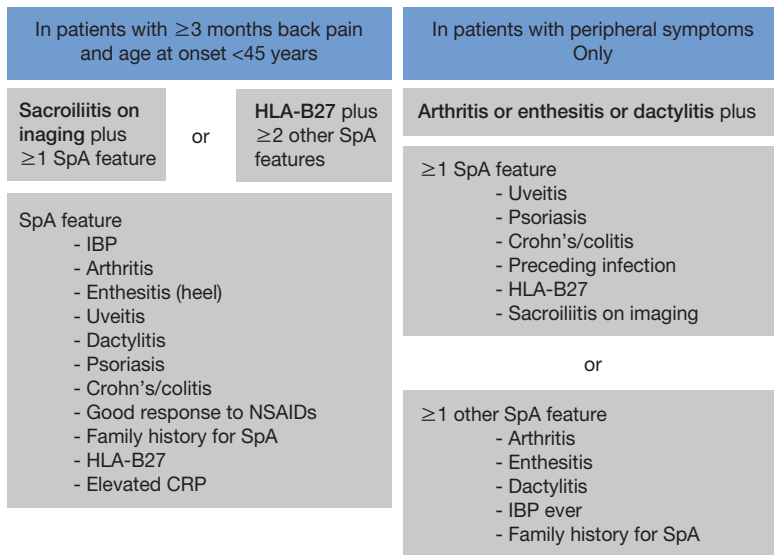 In patients with ≥3 months back pain
and age at onset <45 years
Sacroiliitis on
inaging plus
≥1 SpA feature
or
HLA-B27 plus
≥2 other SpA
features
SpA feature
- IBP
- Arthritis
- Enthesitis (heel)
- Uveitis
- Dactylitis
- Psoriasis
- Crohn's/colitis
- Good response to NSAIDs
- Family history for SpA
- HLA-B27
- Elevated CRP
In patients with peripheral symptoms
Only
Arthritis or enthesitis or dactylitis plus
≥1 SpA feature
- Uveitis
- Psoriasis
- Crohn's/colitis
- Preceding infection
- HLA-B27
- Sacroiliitis on imaging
or
≥1 other SpA feature
- Arthritis
- Enthesitis
- Dactylitis
- IBP ever
- Family history for SpA